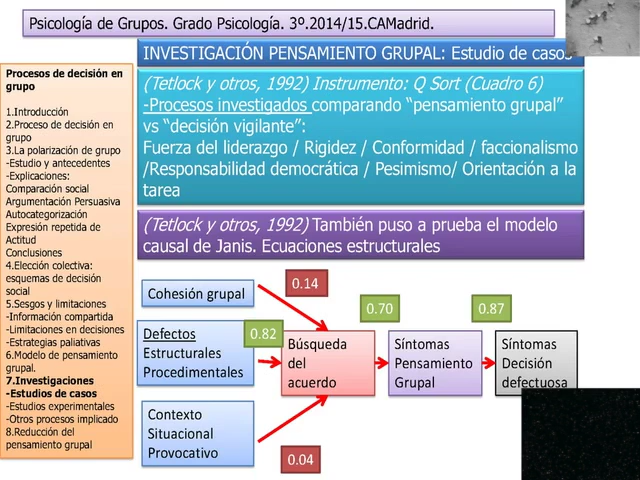 Psicología de Grupos. Grado Psicología. 3º.2014/15.CAMadrid.
INVESTIGACIÓN PENSAMIENTO GRUPAL: Estudio de casos
Procesos de decisión en
grupo
1.Introducción
2.Proceso de decisión en
grupo
3.La polarización de grupo
-Estudio y antecedentes
-Explicaciones:
Comparación social
Argumentación Persuasiva
Autocategorización
Expresión repetida de
Actitud
Conclusiones
4.Elección colectiva:
esquemas de decisión
social
5.Sesgos y limitaciones
-Información compartida
-Limitaciones en decisiones
-Estrategias paliativas
6.Modelo de pensamiento
grupal.
7.Investigaciones
-Estudios de casos
-Estudios experimentales
-Otros procesos implicado
8.Reducción del
pensamiento grupal
(Tetlock y otros, 1992) Instrumento: Q Sort (Cuadro 6)
-Procesos investigados comparando “pensamiento grupal”
vs “decisión vigilante”:
Fuerza del liderazgo / Rigidez / Conformidad / faccionalismo
/Responsabilidad democrática / Pesimismo/ Orientación a la
tarea
(Tetlock y otros, 1992) También puso a prueba el modelo
causal de Janis. Ecuaciones estructurales
Cohesión grupal
0.14
Defectos
Estructurales
Procedimentales
0.82
Búsqueda
del
acuerdo
0.70
Síntomas
Pensamiento
Grupal
0.87
Síntomas
Decisión
defectuosa
Contexto
Situacional
Provocativo
0.04